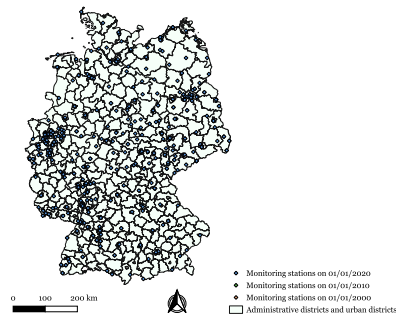 Monitoring stations on 01/01/2020
Monitoring stations on 01/01/2010
Monitoring stations on 01/01/2000
Administrative districts and urban districts
0 100 200 km